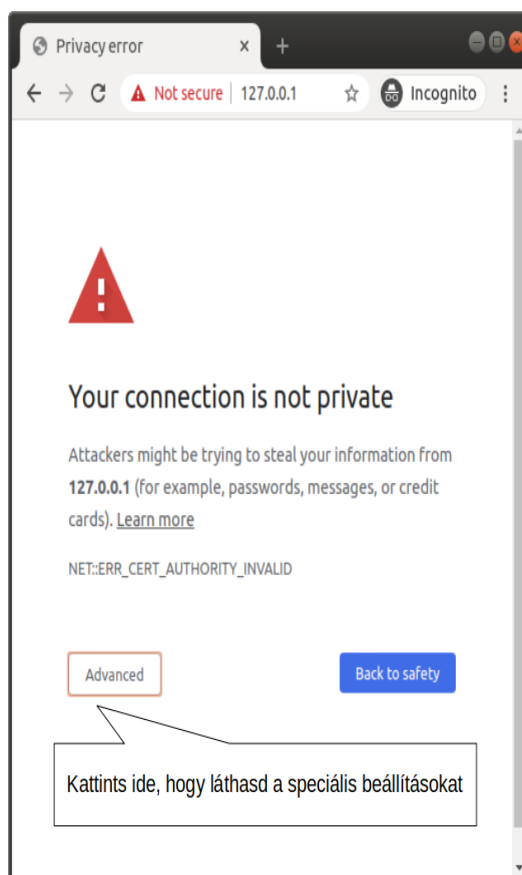 Privacy error
Not secure 127.0.0.1 Incognito
Your connection is not private
Attackers might be trying to steal your information from
127.0.0.1 (for example, passwords, messages, or credit
cards). Learn more
NET::ERR_CERT_AUTHORITY_INVALID
Advanced Back to safety
Kattints ide, hogy láthasd a speciális beállításokat